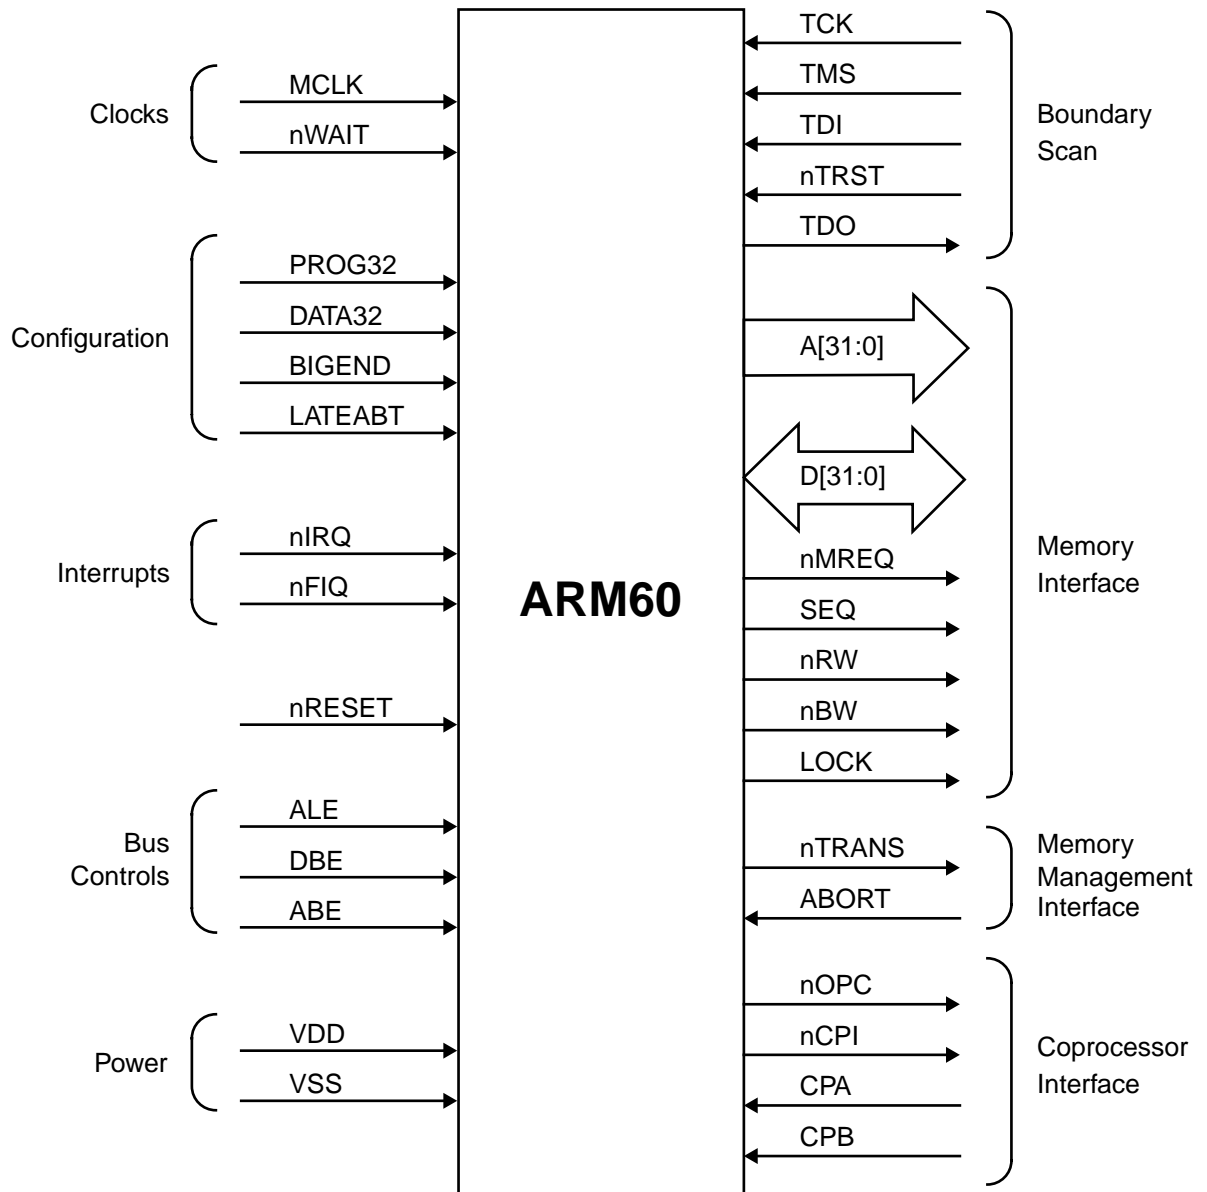 Clocks
MCLK
nWAIT
Configuration
PROG32
DATA32
BIGEND
LATEABT
Interrupts
nIRQ
nFIQ
nRESET
Bus
Controls
ALE
DBE
ABE
Power
VDD
VSS
ARM60
TCK
TMS
TDI
nTRST
TDO
Boundary
Scan
A[31:0]
D[31:0]
nMREQ
SEQ
nRW
nBW
LOCK
Memory
Interface
nTRANS
ABORT
Memory
Management
Interface
nOPC
nCPI
CPA
CPB
Coprocessor
Interface